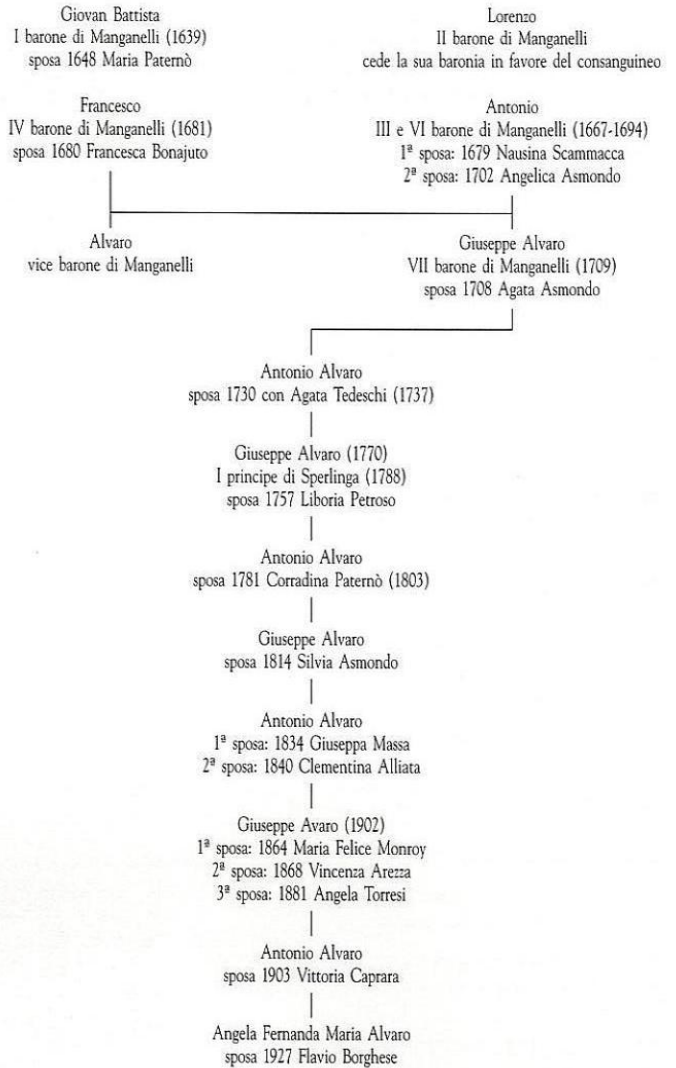 Giovan Battista
I barone di Manganelli (1639)
sposa 1648 Maria Paternò
Lorenzo
II barone di Manganelli
cede la sua baronia in favore del consanguineo
Francesco
IV barone di Manganelli (1681)
sposa 1680 Francesca Bonajuto
Antonio
III e VI barone di Manganelli (1667-1694)
1ª sposa: 1679 Nausina Scammacca
2ª sposa: 1702 Angelica Asmondo
Alvaro
vice barone di Manganelli
Giuseppe Alvaro
VII barone di Manganelli (1709)
sposa 1708 Agata Asmondo
Antonio Alvaro
sposa 1730 con Agata Tedeschi (1737)
Giuseppe Alvaro (1770)
I principe di Sperlinga (1788)
sposa 1757 Liboria Petroso
Antonio Alvaro
sposa 1781 Corradina Paternò (1803)
Giuseppe Alvaro
sposa 1814 Silvia Asmondo
Antonio Alvaro
1ª sposa: 1834 Giuseppa Massa
2ª sposa: 1840 Clementina Alliata
Giuseppe Avaro (1902)
1ª sposa: 1864 Maria Felice Monroy
2ª sposa: 1868 Vincenza Arezza
3ª sposa: 1881 Angela Torresi
Antonio Alvaro
sposa 1903 Vittoria Caprara
Angela Fernanda Maria Alvaro
sposa 1927 Flavio Borghese